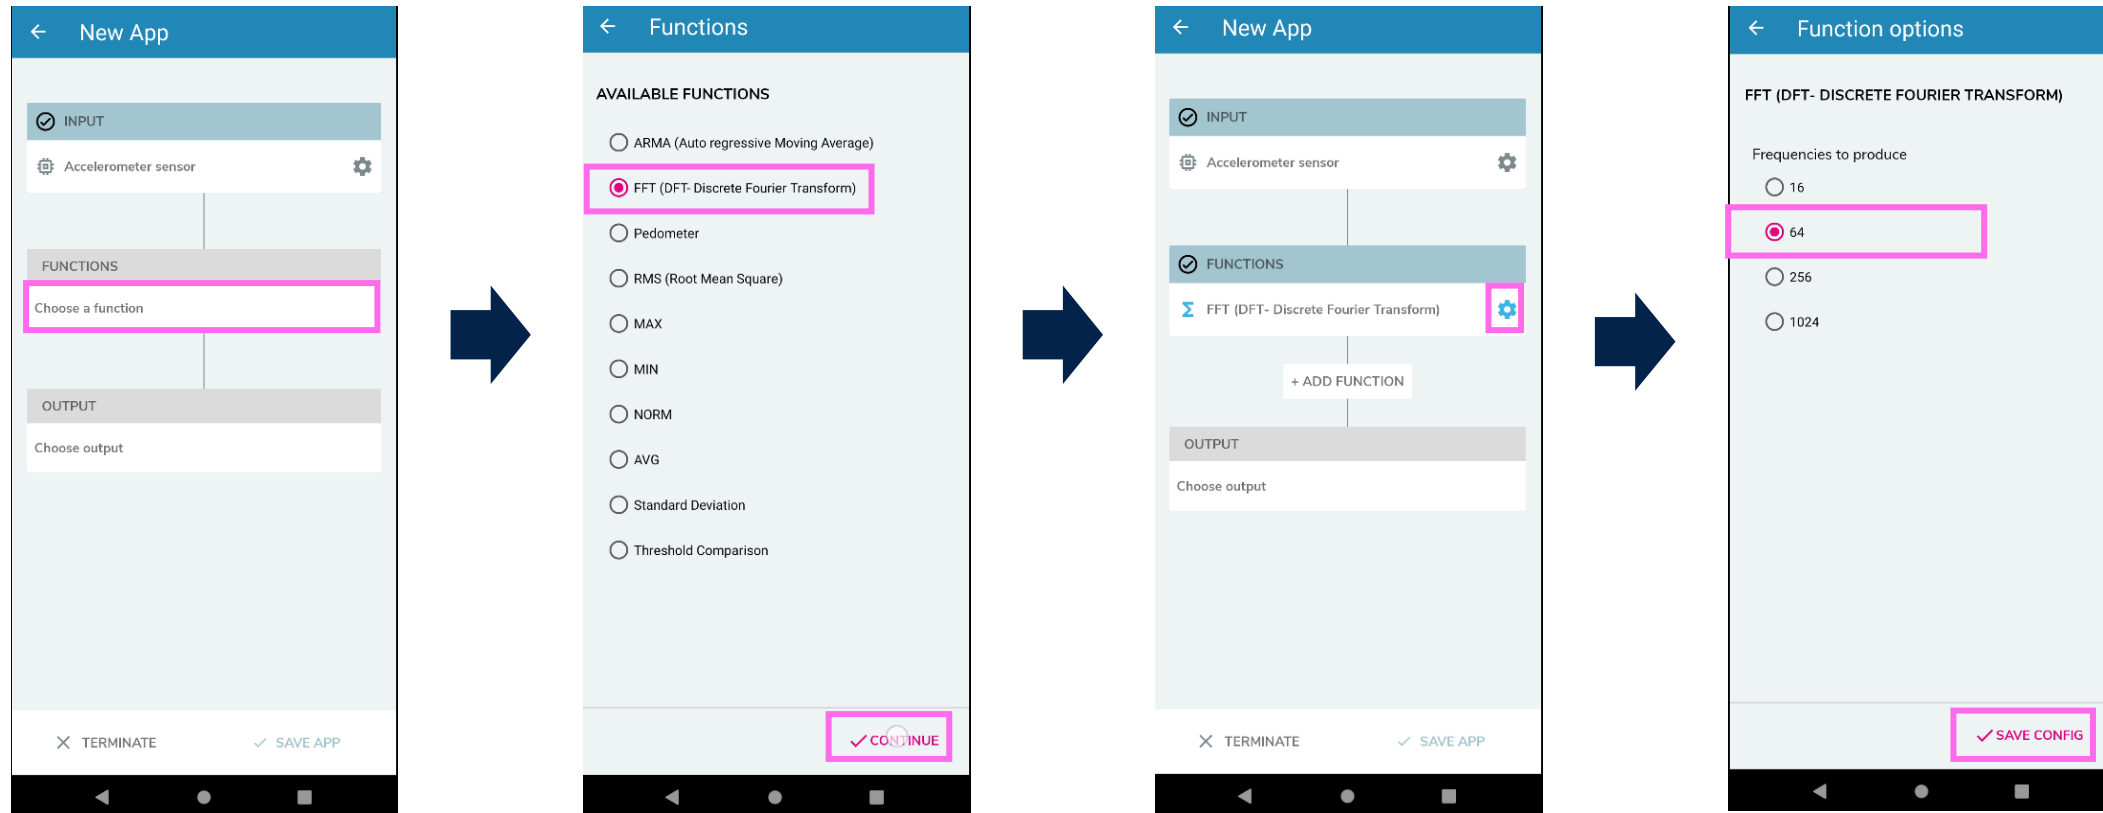 New App
INPUT
Accelerometer sensor
FUNCTIONS
Choose a function
OUTPUT
Choose output
TERMINATE
SAVE APP
Functions
AVAILABLE FUNCTIONS
ARMA (Auto regressive Moving Average)
FFT (DFT- Discrete Fourier Transform)
Pedometer
RMS (Root Mean Square)
MAX
MIN
NORM
AVG
Standard Deviation
Threshold Comparison
CONTINUE
New App
INPUT
Accelerometer sensor
FUNCTIONS
FFT (DFT- Discrete Fourier Transform)
+ ADD FUNCTION
OUTPUT
Choose output
TERMINATE
SAVE APP
Function options
FFT (DFT- DISCRETE FOURIER TRANSFORM)
Frequencies to produce
16
64
256
1024
SAVE CONFIG